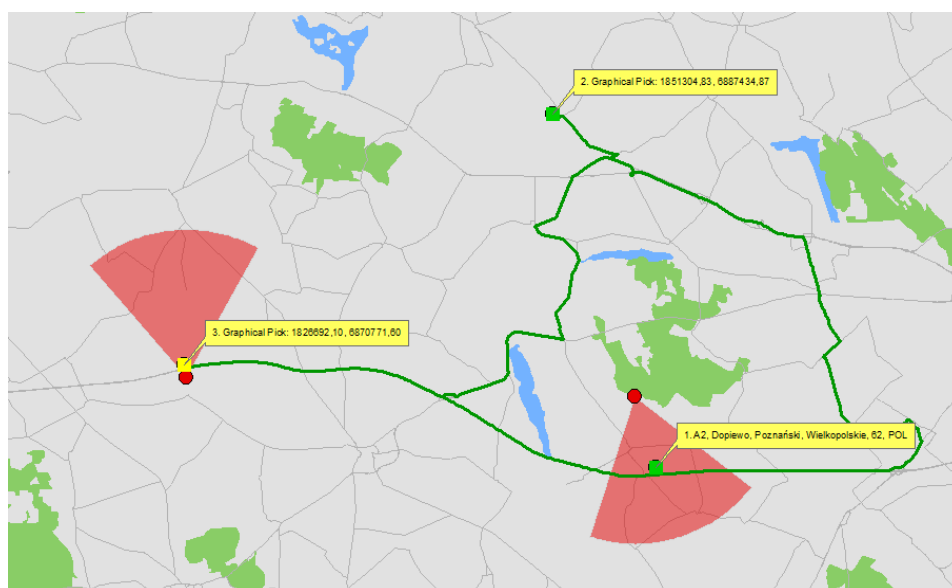 2. Graphical Pick: 1851304,83, 6887434,87
3. Graphical Pick: 1826692,10, 6870771,60
1. A2, Dopiewo, Poznański, Wielkopolskie, 62, POL